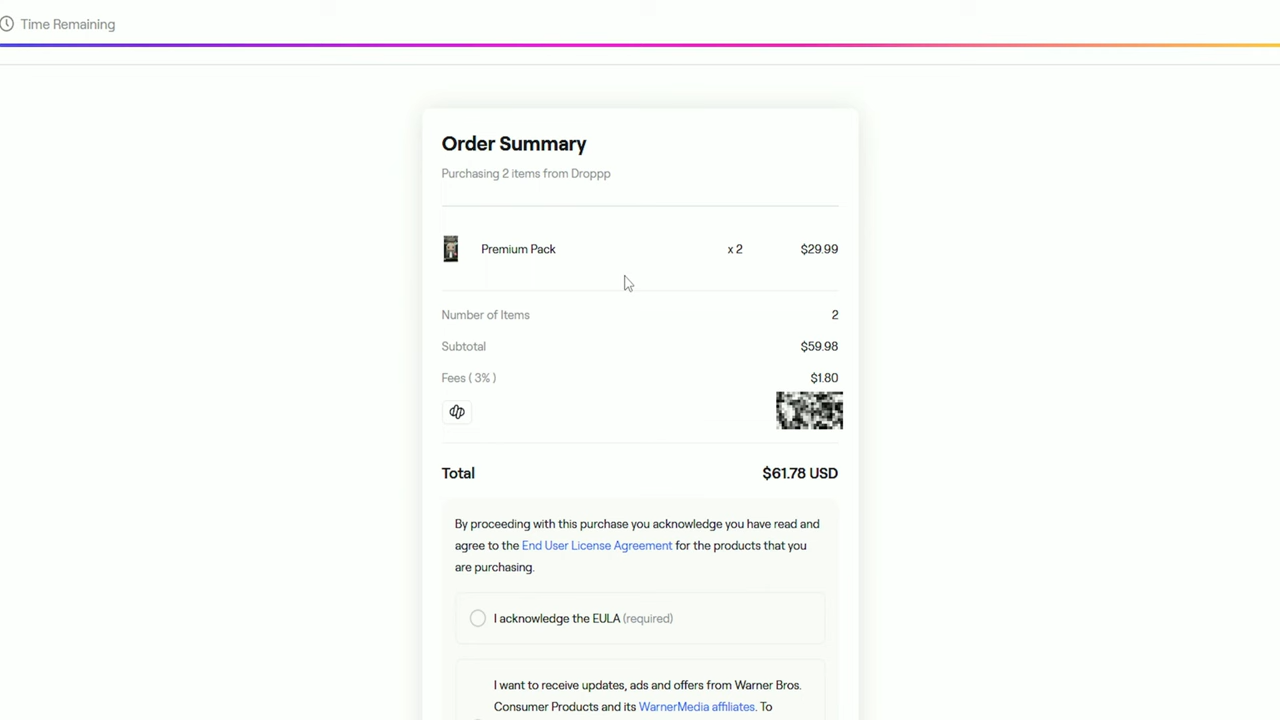 Time Remaining
Order Summary
Purchasing 2 items from Droppp
Premium Pack x 2 $29.99
Number of Items 2
Subtotal $59.98
Fees ( 3% ) $1.80
Total $61.78 USD
By proceeding with this purchase you acknowledge you have read and
agree to the End User License Agreement for the products that you
are purchasing.
I acknowledge the EULA (required)
I want to receive updates, ads and offers from Warner Bros.
Consumer Products and its WarnerMedia affiliates. To